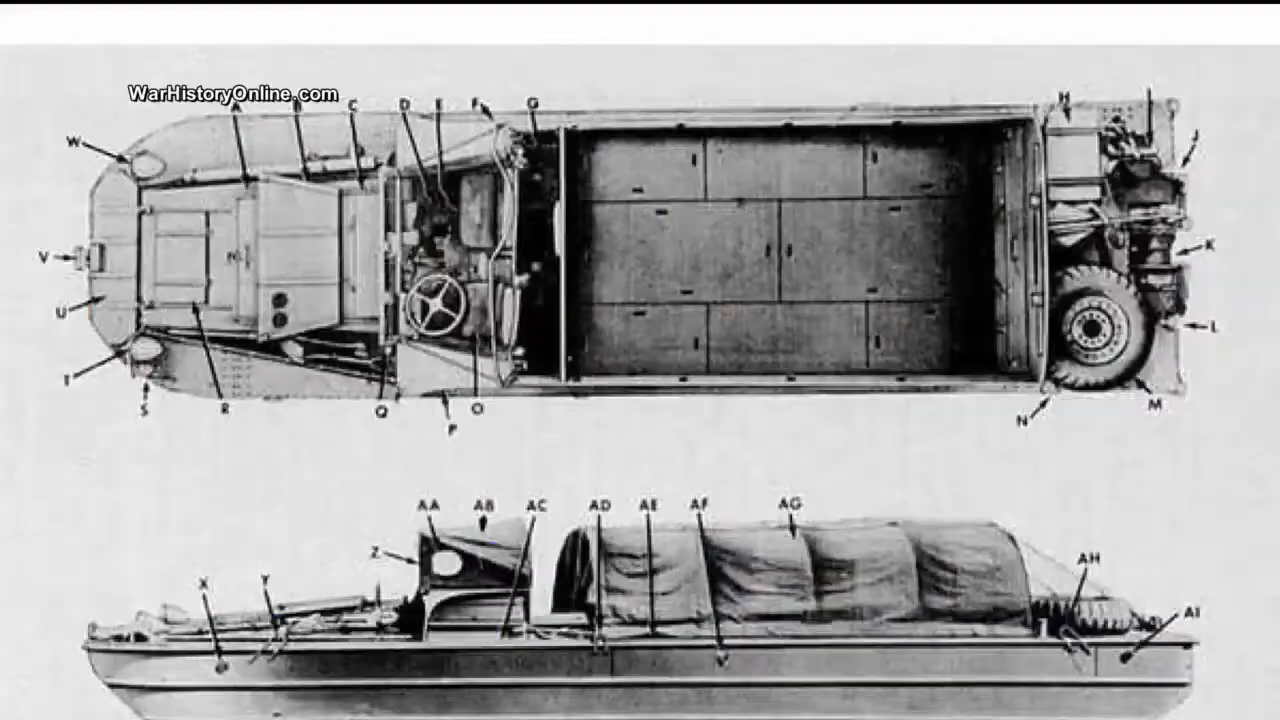 WarHistoryOnline.com
A B C D E F G H
W
J
V
K
U
L
T
S R Q P O N M
AA AB AC AD AE AF AG
Z
AH
X Y
AI